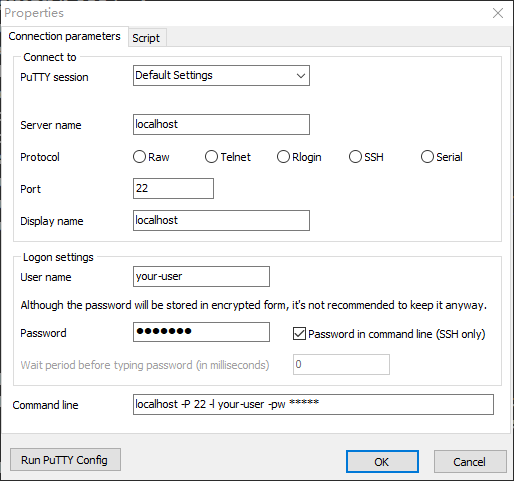 Properties
Connection parameters Script
Connect to
PuTTY session Default Settings
Server name localhost
Protocol Raw Telnet Rlogin SSH Serial
Port 22
Display name localhost
Logon settings
User name your-user
Although the password will be stored in encrypted form, it's not recommended to keep it anyway.
Password ●●●●●●● Password in command line (SSH only)
Wait period before typing password (in milliseconds) 0
Command line localhost -P 22 -l your-user -pw *****
Run PuTTY Config OK Cancel